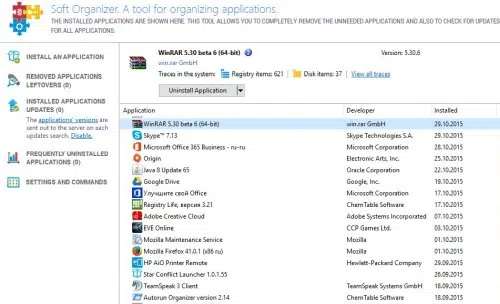 Soft Organizer. A tool for organizing applications.
THE INSTALLED APPLICATIONS ARE SHOWN HERE. THIS TOOL ALLOWS YOU TO COMPLETELY REMOVE THE UNNEEDED APPLICATIONS AND ALSO TO CHECK FOR UPDATES
FOR ALL APPLICATIONS.
INSTALL AN APPLICATION
REMOVED APPLICATIONS
LEFTOVERS (0)
INSTALLED APPLICATIONS
UPDATES (0)
The applications' versions are
sent out to the server on each
updates search. Disable.
FREQUENTLY UNINSTALLED
APPLICATIONS (0)
SETTINGS AND COMMANDS
WinRAR 5.30 beta 6 (64-bit) Version: 5.30.6
win.rar GmbH
Traces in the system: Registry items: 621 Disk items: 37 View all traces
Uninstall Application
Application Developer Installed
WinRAR 5.30 beta 6 (64-bit) win.rar GmbH 29.10.2015
Skype™ 7.13 Skype Technologies S.A. 29.10.2015
Microsoft Office 365 Business - ru-ru Microsoft Corporation 28.10.2015
Origin Electronic Arts, Inc. 25.10.2015
Java 8 Update 65 Oracle Corporation 22.10.2015
Google Drive Google, Inc. 19.10.2015
Улучшите свой Office Microsoft Corporation 17.10.2015
Registry Life, версия 3.21 ChemTable Software 17.10.2015
Adobe Creative Cloud Adobe Systems Incorporated 07.10.2015
EVE Online CCP Games Ltd. 03.10.2015
Mozilla Maintenance Service Mozilla 01.10.2015
Mozilla Firefox 41.0.1 (x86 ru) Mozilla 01.10.2015
HP AiO Printer Remote Hewlett-Packard Company 29.09.2015
Star Conflict Launcher 1.0.1.55 26.09.2015
TeamSpeak 3 Client TeamSpeak Systems GmbH 21.09.2015
Autorun Organizer version 2.14 ChemTable Software 20.09.2015